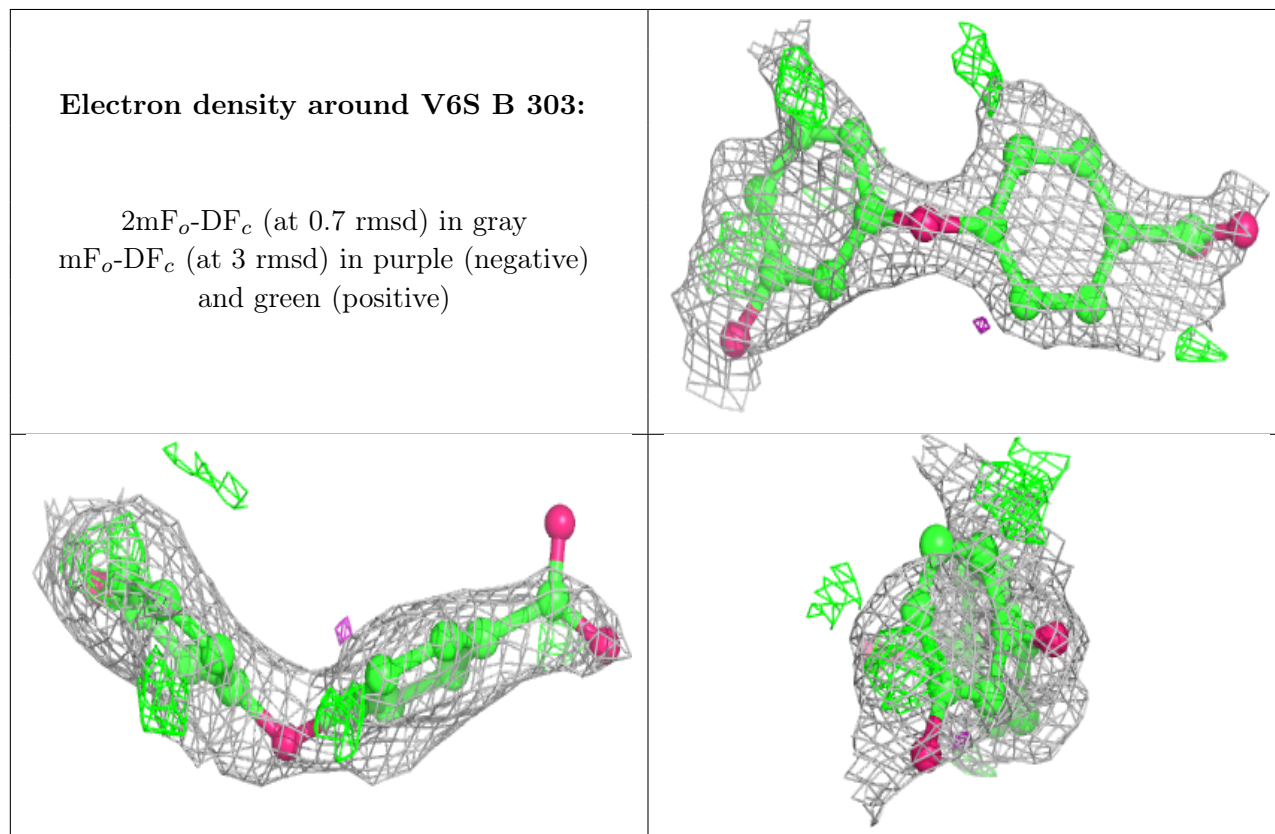 Electron density around V6S B 303:
2mFo-DFc (at 0.7 rmsd) in gray
mFo-DFc (at 3 rmsd) in purple (negative)
and green (positive)